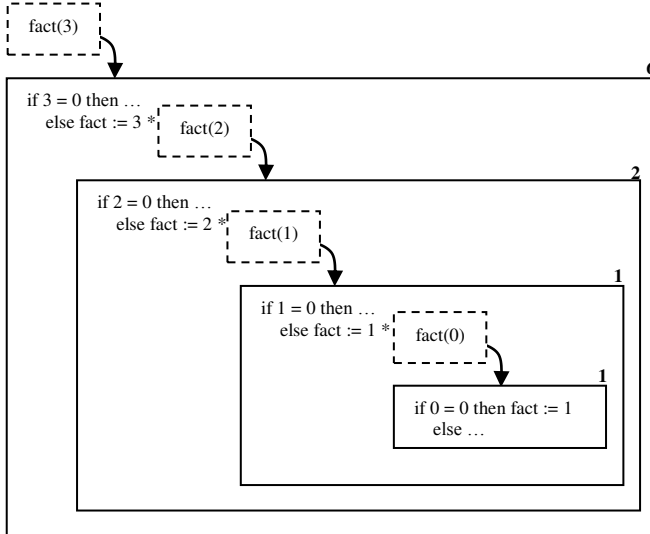 fact(3)
if 3 = 0 then …
else fact := 3 * fact(2)
2
if 2 = 0 then …
else fact := 2 * fact(1)
1
if 1 = 0 then …
else fact := 1 * fact(0)
1
if 0 = 0 then fact := 1
else …